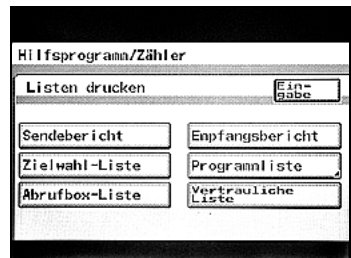 Hilfsprogramm/Zähler
Listen drucken
Ein-
gabe
Sendebericht
Empfangsbericht
Zielwahl-Liste
Programmliste
Abrufbox-Liste
Vertrauliche
Liste